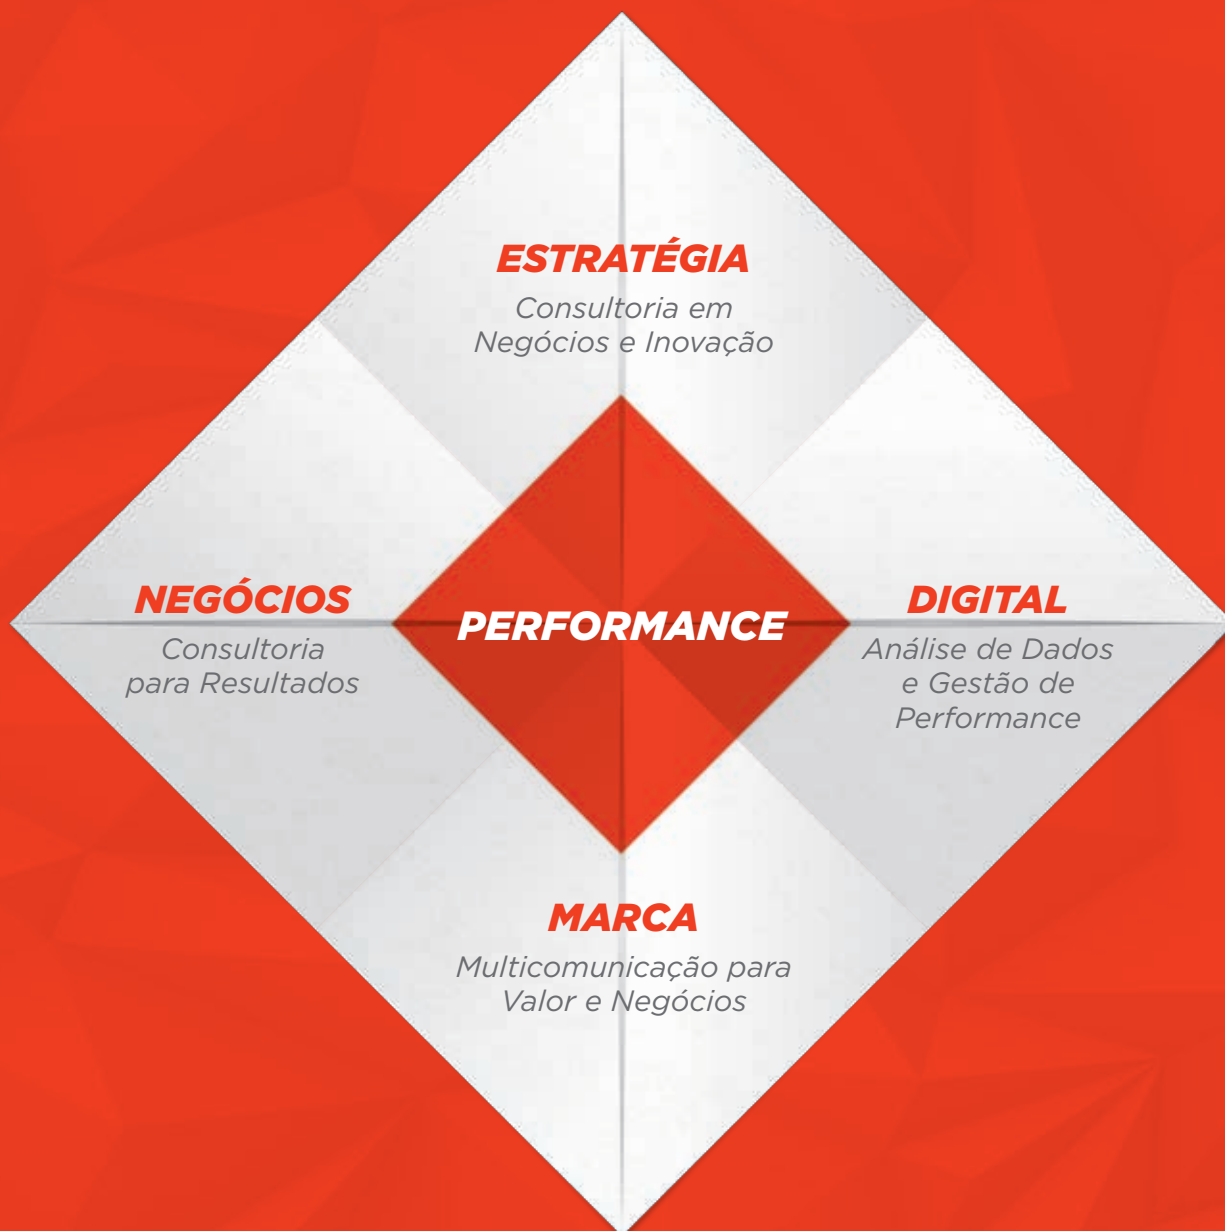 ESTRATÉGIA
Consultoria em
Negócios e Inovação
NEGÓCIOS
Consultoria
para Resultados
PERFORMANCE
DIGITAL
Análise de Dados
e Gestão de
Performance
MARCA
Multicomunicação para
Valor e Negócios